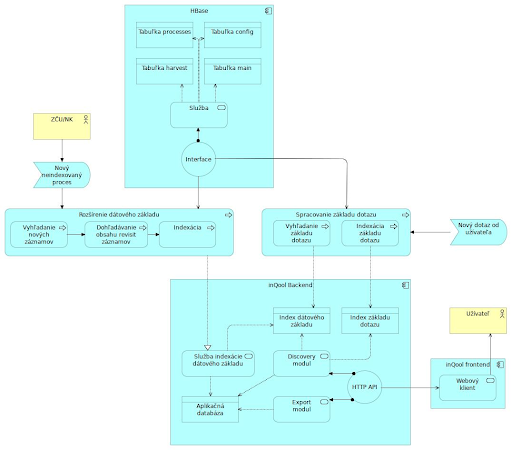 HBase
Tabuľka processes
Tabuľka config
Tabuľka harvest
Tabuľka main
Služba
Interface
ZČU/NK
Nový
neindexovaný
proces
Rozšírenie dátového základu
Vyhľadanie
nových
záznamov
Dohľadávanie
obsahu revisit
záznamov
Indexácia
Spracovanie základu dotazu
Vyhľadanie
základu
dotazu
Indexácia
základu
dotazu
Nový dotaz od
užívateľa
inQool Backend
Index dátového
základu
Index základu
dotazu
Služba indexácie
dátového základu
Discovery
modul
HTTP API
Aplikačná
databáza
Export
modul
Užívateľ
inQool frontend
Webový
klient